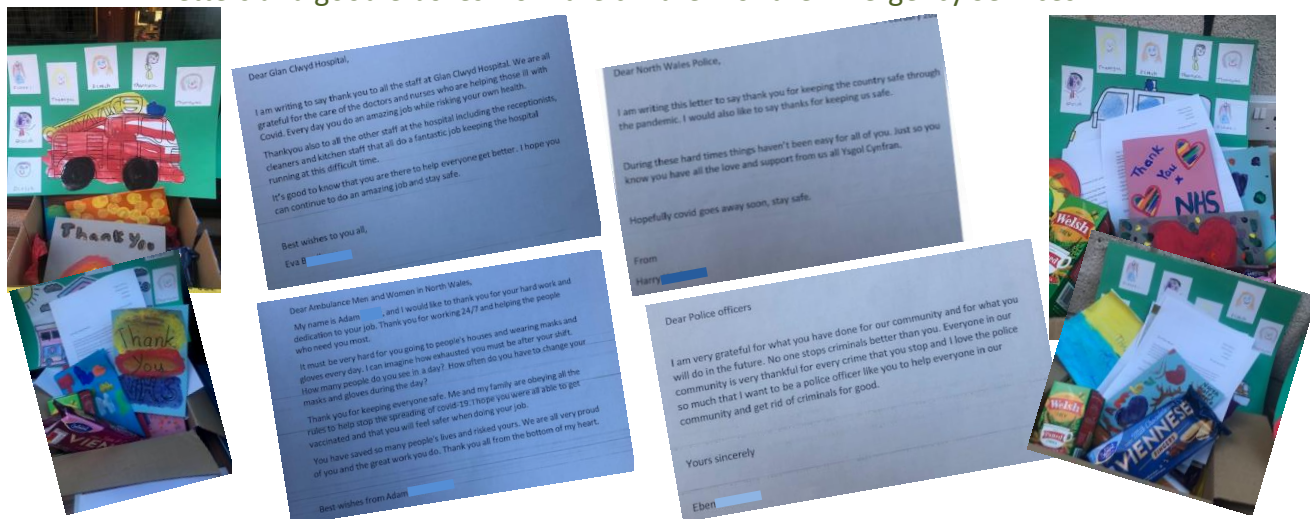 Dear Glan Clwyd Hospital,
I am writing to say thank you to all the staff at Glan Clwyd Hospital. We are all
grateful for the care of the doctors and nurses who are helping those ill with
Covid. Every day you do an amazing job while risking your own health.
Thankyou also to all the other staff at the hospital including the receptionists,
cleaners and kitchen staff that all do a fantastic job keeping the hospital
running at this difficult time.
It's good to know that you are there to help everyone get better. I hope you
can continue to do an amazing job and stay safe.
Best wishes to you all,
Eva B
Dear North Wales Police,
I am writing this letter to say thank you for keeping the country safe through
the pandemic. I would also like to say thanks for keeping us safe.
During these hard times things haven't been easy for all of you. Just so you
know you have all the love and support from us all Ysgol Cynfran.
Hopefully covid goes away soon, stay safe.
From
Harry
Dear Ambulance Men and Women in North Wales,
My name is Adam , and I would like to thank you for your hard work and
dedication to your job. Thank you for working 24/7 and helping the people
who need you most.
It must be very hard for you going to people's houses and wearing masks and
gloves every day. I can imagine how exhausted you must be after your shift.
How many people do you see in a day? How often do you have to change your
masks and gloves during the day?
Thank you for keeping everyone safe. Me and my family are obeying all the
rules to help stop the spreading of covid-19. I hope you were all able to get
vaccinated and that you will feel safer when doing your job.
You have saved so many people's lives and risked yours. We are all very proud
of you and the great work you do. Thank you all from the bottom of my heart.
Best wishes from Adam
Dear Police officers
I am very grateful for what you have done for our community and for what you
will do in the future. No one stops criminals better than you. Everyone in our
community is very thankful for every crime that you stop and I love the police
so much that I want to be a police officer like you to help everyone in our
community and get rid of criminals for good.
Yours sincerely
Eben
Thank You
Thank
You
Thank
You
x
NHS
Welsh
Welsh
VIENNESE